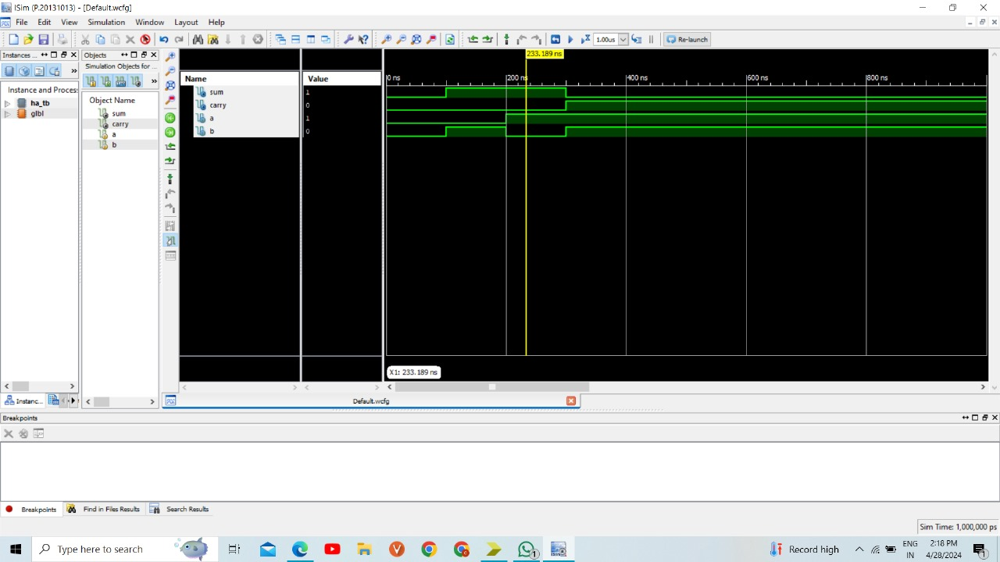 ISim (P.20131013) - [Default.wcfg]
File Edit View Simulation Window Layout Help
1.00us Re-launch
Instances ...
Objects
Simulation Objects for ...
Instance and Process
ha_tb
glbl
Object Name
sum
carry
a
b
Name Value
sum 1
carry 0
a 1
b 0
233.189 ns
0 ns 200 ns 400 ns 600 ns 800 ns
X1: 233.189 ns
Instanc...
Default.wcfg
Breakpoints
Breakpoints Find in Files Results Search Results
Sim Time: 1,000,000 ps
Type here to search
Record high
ENG
IN
2:18 PM
4/28/2024
1
1